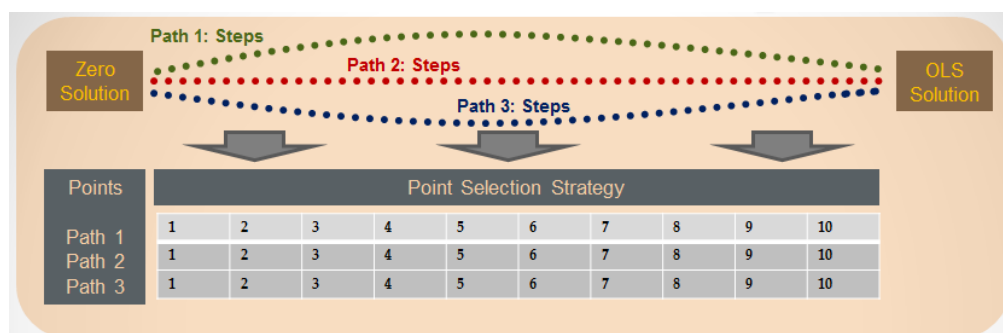 Path 1: Steps
Zero
Solution
Path 2: Steps
OLS
Solution
Path 3: Steps
Points
Point Selection Strategy
Path 1
1 2 3 4 5 6 7 8 9 10
Path 2
1 2 3 4 5 6 7 8 9 10
Path 3
1 2 3 4 5 6 7 8 9 10